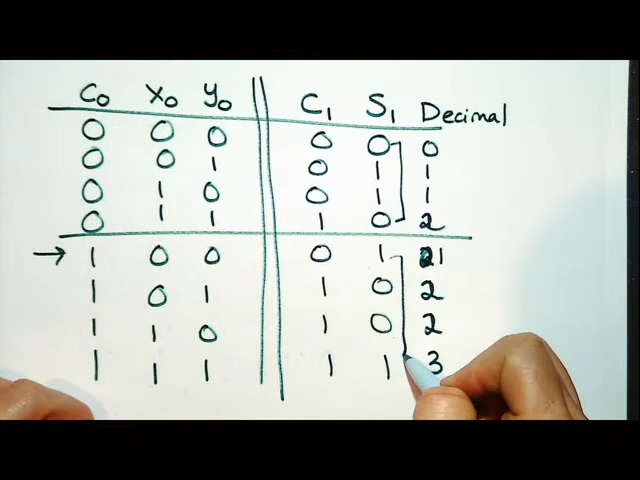 C0 X0 Y0 C1 S1 Decimal
0 0 0 0 0 0
0 0 1 0 1 1
0 1 0 0 1 1
0 1 1 1 0 2
→ 1 0 0 0 1 1
1 0 1 1 0 2
1 1 0 1 0 2
1 1 1 1 1 3